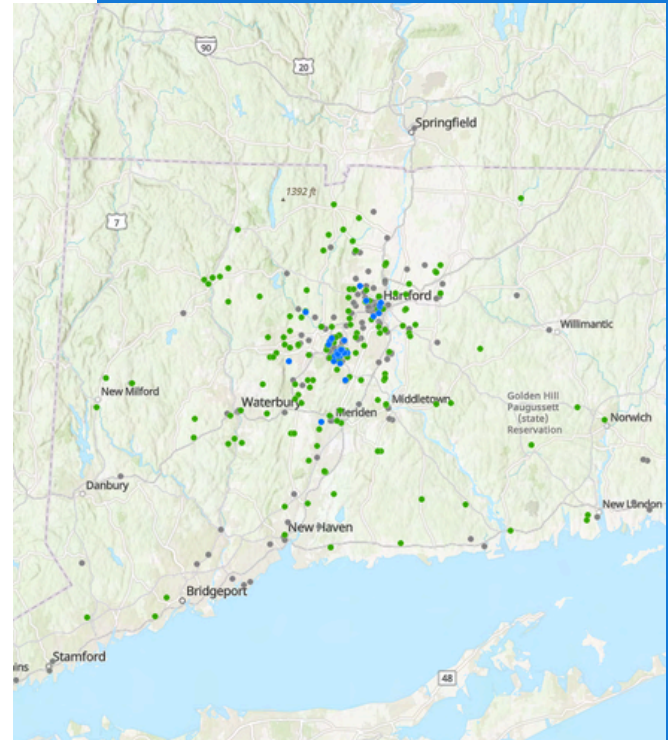 90
20
Springfield
1392 ft
7
Hartford
Willimantic
New Milford
Waterbury
Meriden
Middletown
Golden Hill
Paugussett
(state)
Reservation
Norwich
Danbury
New London
New Haven
Bridgeport
Stamford
ins
48